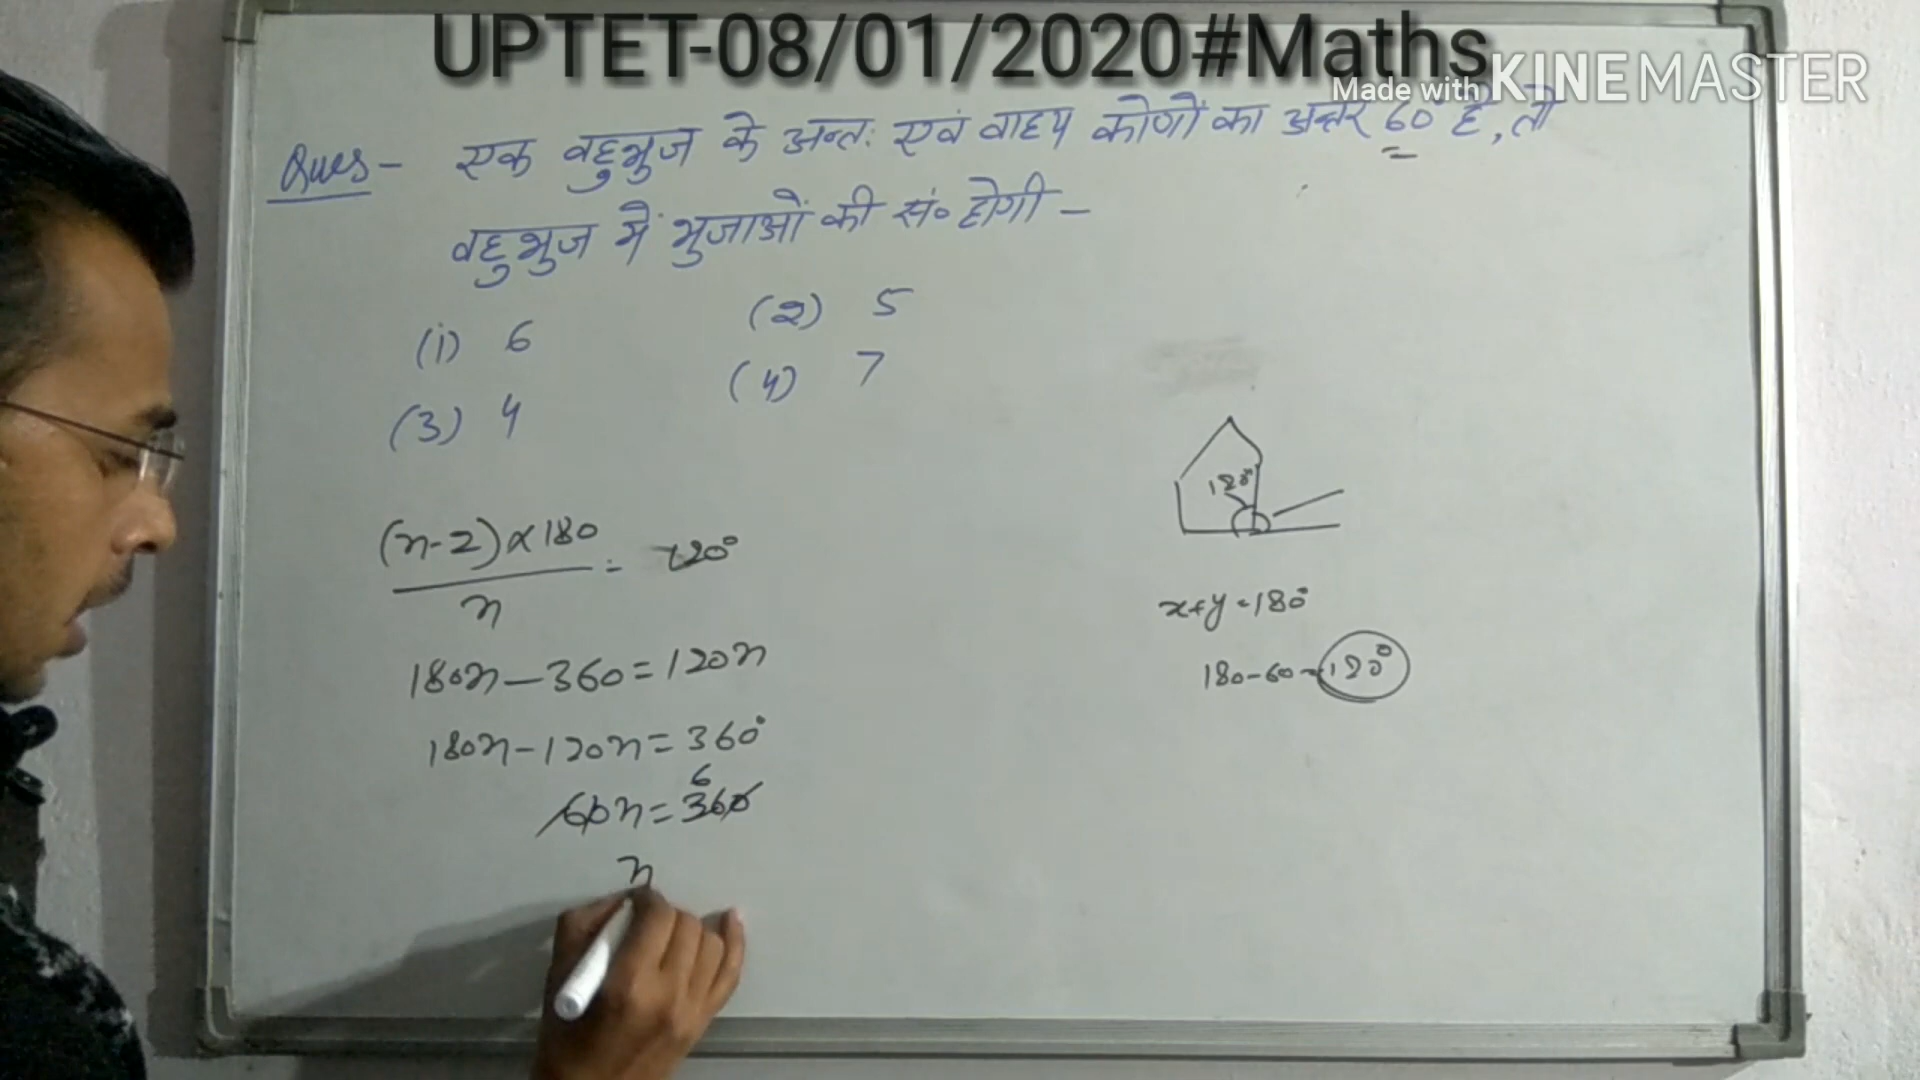 UPTET-08/01/2020#Maths
Made with KINEMASTER
Ques- एक बहुभुज के अन्तः एवं वाह्य कोणों का अन्तर 60° है, तो
बहुभुज में भुजाओं की सं० होगी -
(1) 6 (2) 5
(3) 4 (4) 7
(n-2)×180 = 120°
n
180n-360=120n
180n-120n=360°
6
60n=360
n
120°
x+y=180°
180-60=120°